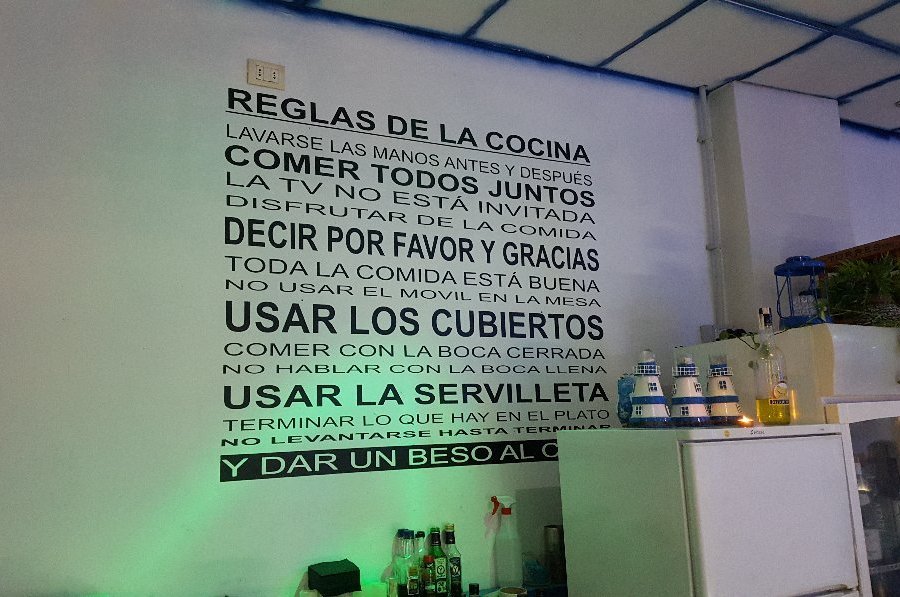 REGLAS DE LA COCINA
LAVARSE LAS MANOS ANTES Y DESPUÉS
COMER TODOS JUNTOS
LA TV NO ESTÁ INVITADA
DISFRUTAR DE LA COMIDA
DECIR POR FAVOR Y GRACIAS
TODA LA COMIDA ESTÁ BUENA
NO USAR EL MOVIL EN LA MESA
USAR LOS CUBIERTOS
COMER CON LA BOCA CERRADA
NO HABLAR CON LA BOCA LLENA
USAR LA SERVILLETA
TERMINAR LO QUE HAY EN EL PLATO
NO LEVANTARSE HASTA TERMINAR
Y DAR UN BESO AL